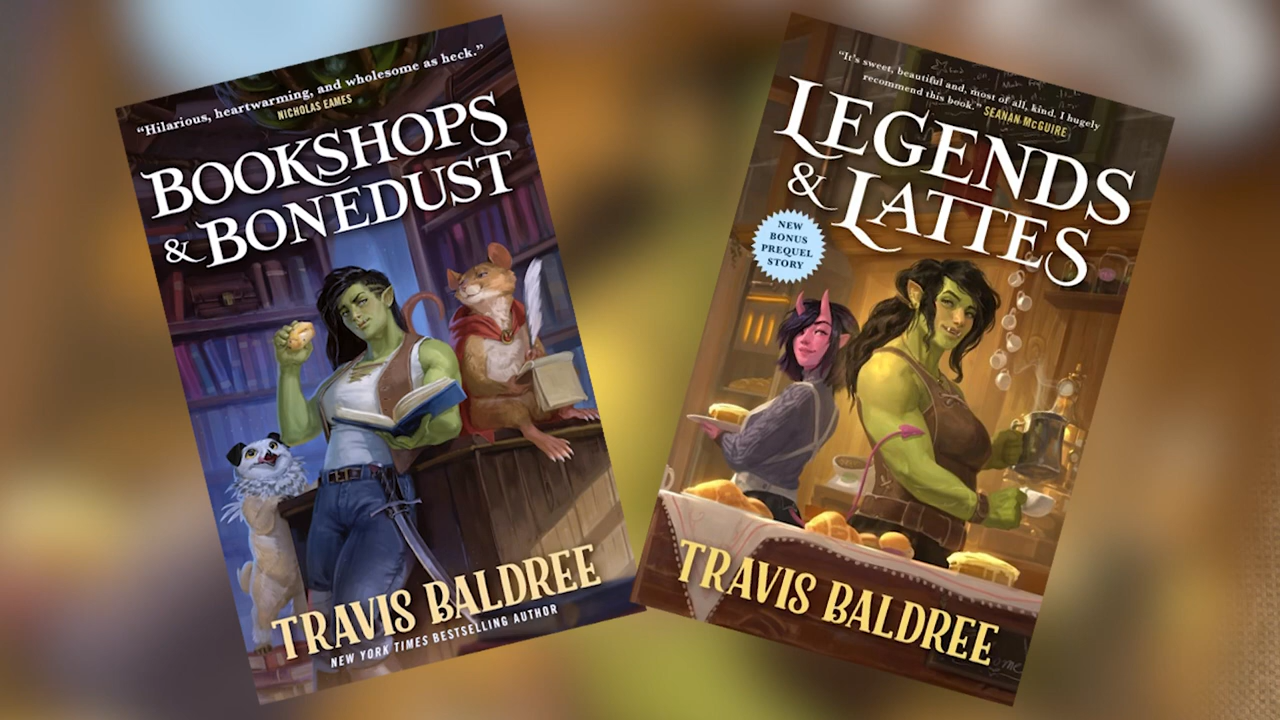 “Hilarious, heartwarming, and wholesome as heck.”
NICHOLAS EAMES
BOOKSHOPS
& BONEDUST
TRAVIS BALDREE
NEW YORK TIMES BESTSELLING AUTHOR
“It’s sweet, beautiful and, most of all, kind. I hugely
recommend this book.” SEANAN McGUIRE
LEGENDS
& LATTES
NEW
BONUS
PREQUEL
STORY
TRAVIS BALDREE